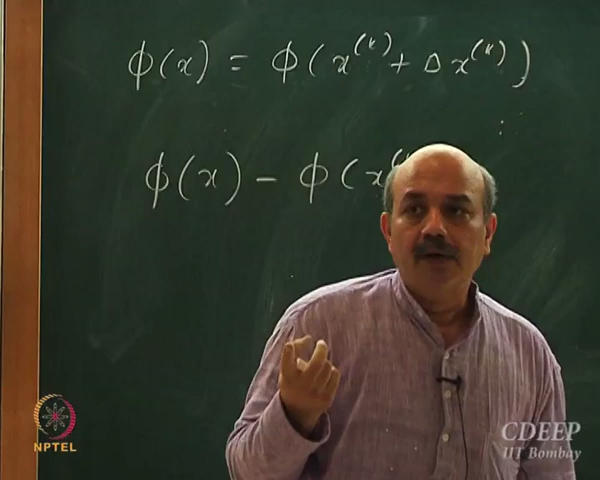 ϕ(x) = ϕ(x^(k) + Δx^(k))
ϕ(x) − ϕ(x^(
NPTEL
CDEEP
IIT Bombay